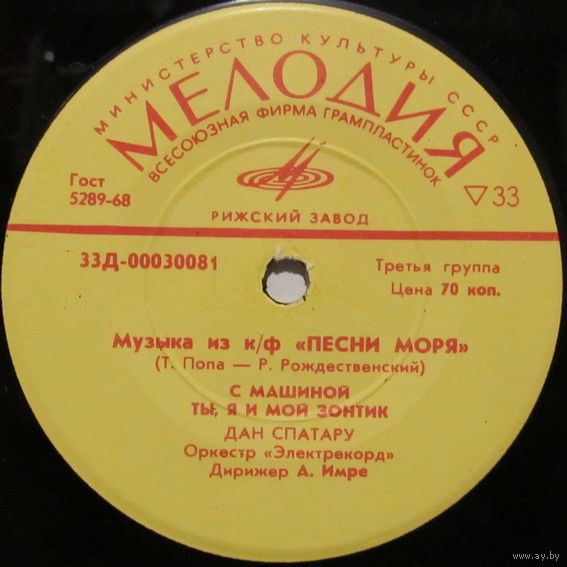 МИНИСТЕРСТВО КУЛЬТУРЫ СССР
МЕЛОДИЯ
ВСЕСОЮЗНАЯ ФИРМА ГРАМПЛАСТИНОК
Гост
5289-68
▽33
РИЖСКИЙ ЗАВОД
33Д-00030081
Третья группа
Цена 70 коп.
Музыка из к/ф «ПЕСНИ МОРЯ»
(Т. Попа — Р. Рождественский)
С МАШИНОЙ
ТЫ, Я И МОЙ ЗОНТИК
ДАН СПАТАРУ
Оркестр «Электрекорд»
Дирижер А. Имре
www.ay.by